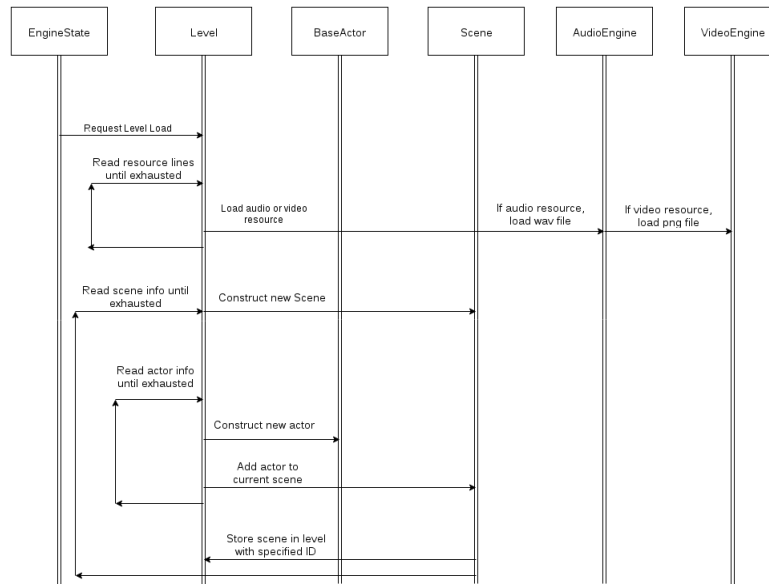 EngineState
Level
BaseActor
Scene
AudioEngine
VideoEngine
Request Level Load
Read resource lines
until exhausted
Load audio or video
resource
If audio resource,
load wav file
If video resource,
load png file
Read scene info until
exhausted
Construct new Scene
Read actor info
until exhausted
Construct new actor
Add actor to
current scene
Store scene in level
with specified ID